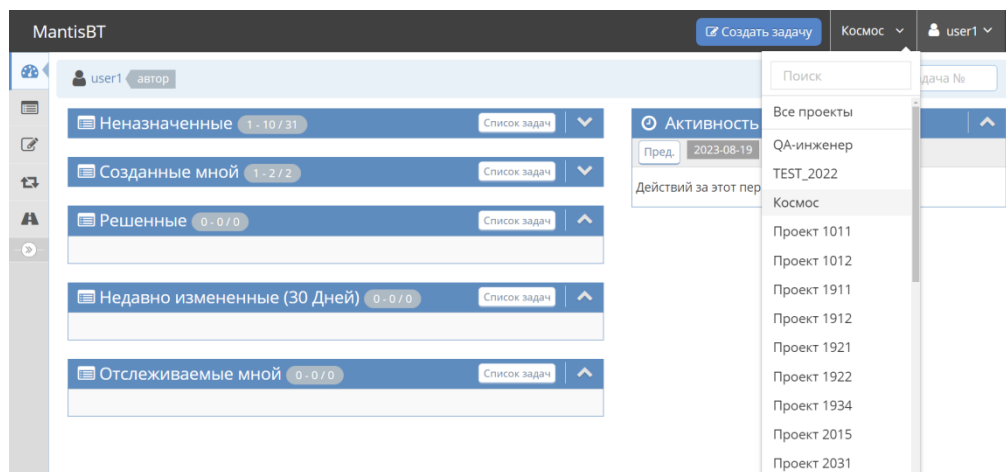 MantisBT
Создать задачу
Космос
user1
user1 автор
дача №
Неназначенные 1 - 10 / 31 Список задач
Созданные мной 1 - 2 / 2 Список задач
Решенные 0 - 0 / 0 Список задач
Недавно измененные (30 Дней) 0 - 0 / 0 Список задач
Отслеживаемые мной 0 - 0 / 0 Список задач
Активность
Пред. 2023-08-19
Действий за этот пер
Поиск
Все проекты
QA-инженер
TEST_2022
Космос
Проект 1011
Проект 1012
Проект 1911
Проект 1912
Проект 1921
Проект 1922
Проект 1934
Проект 2015
Проект 2031